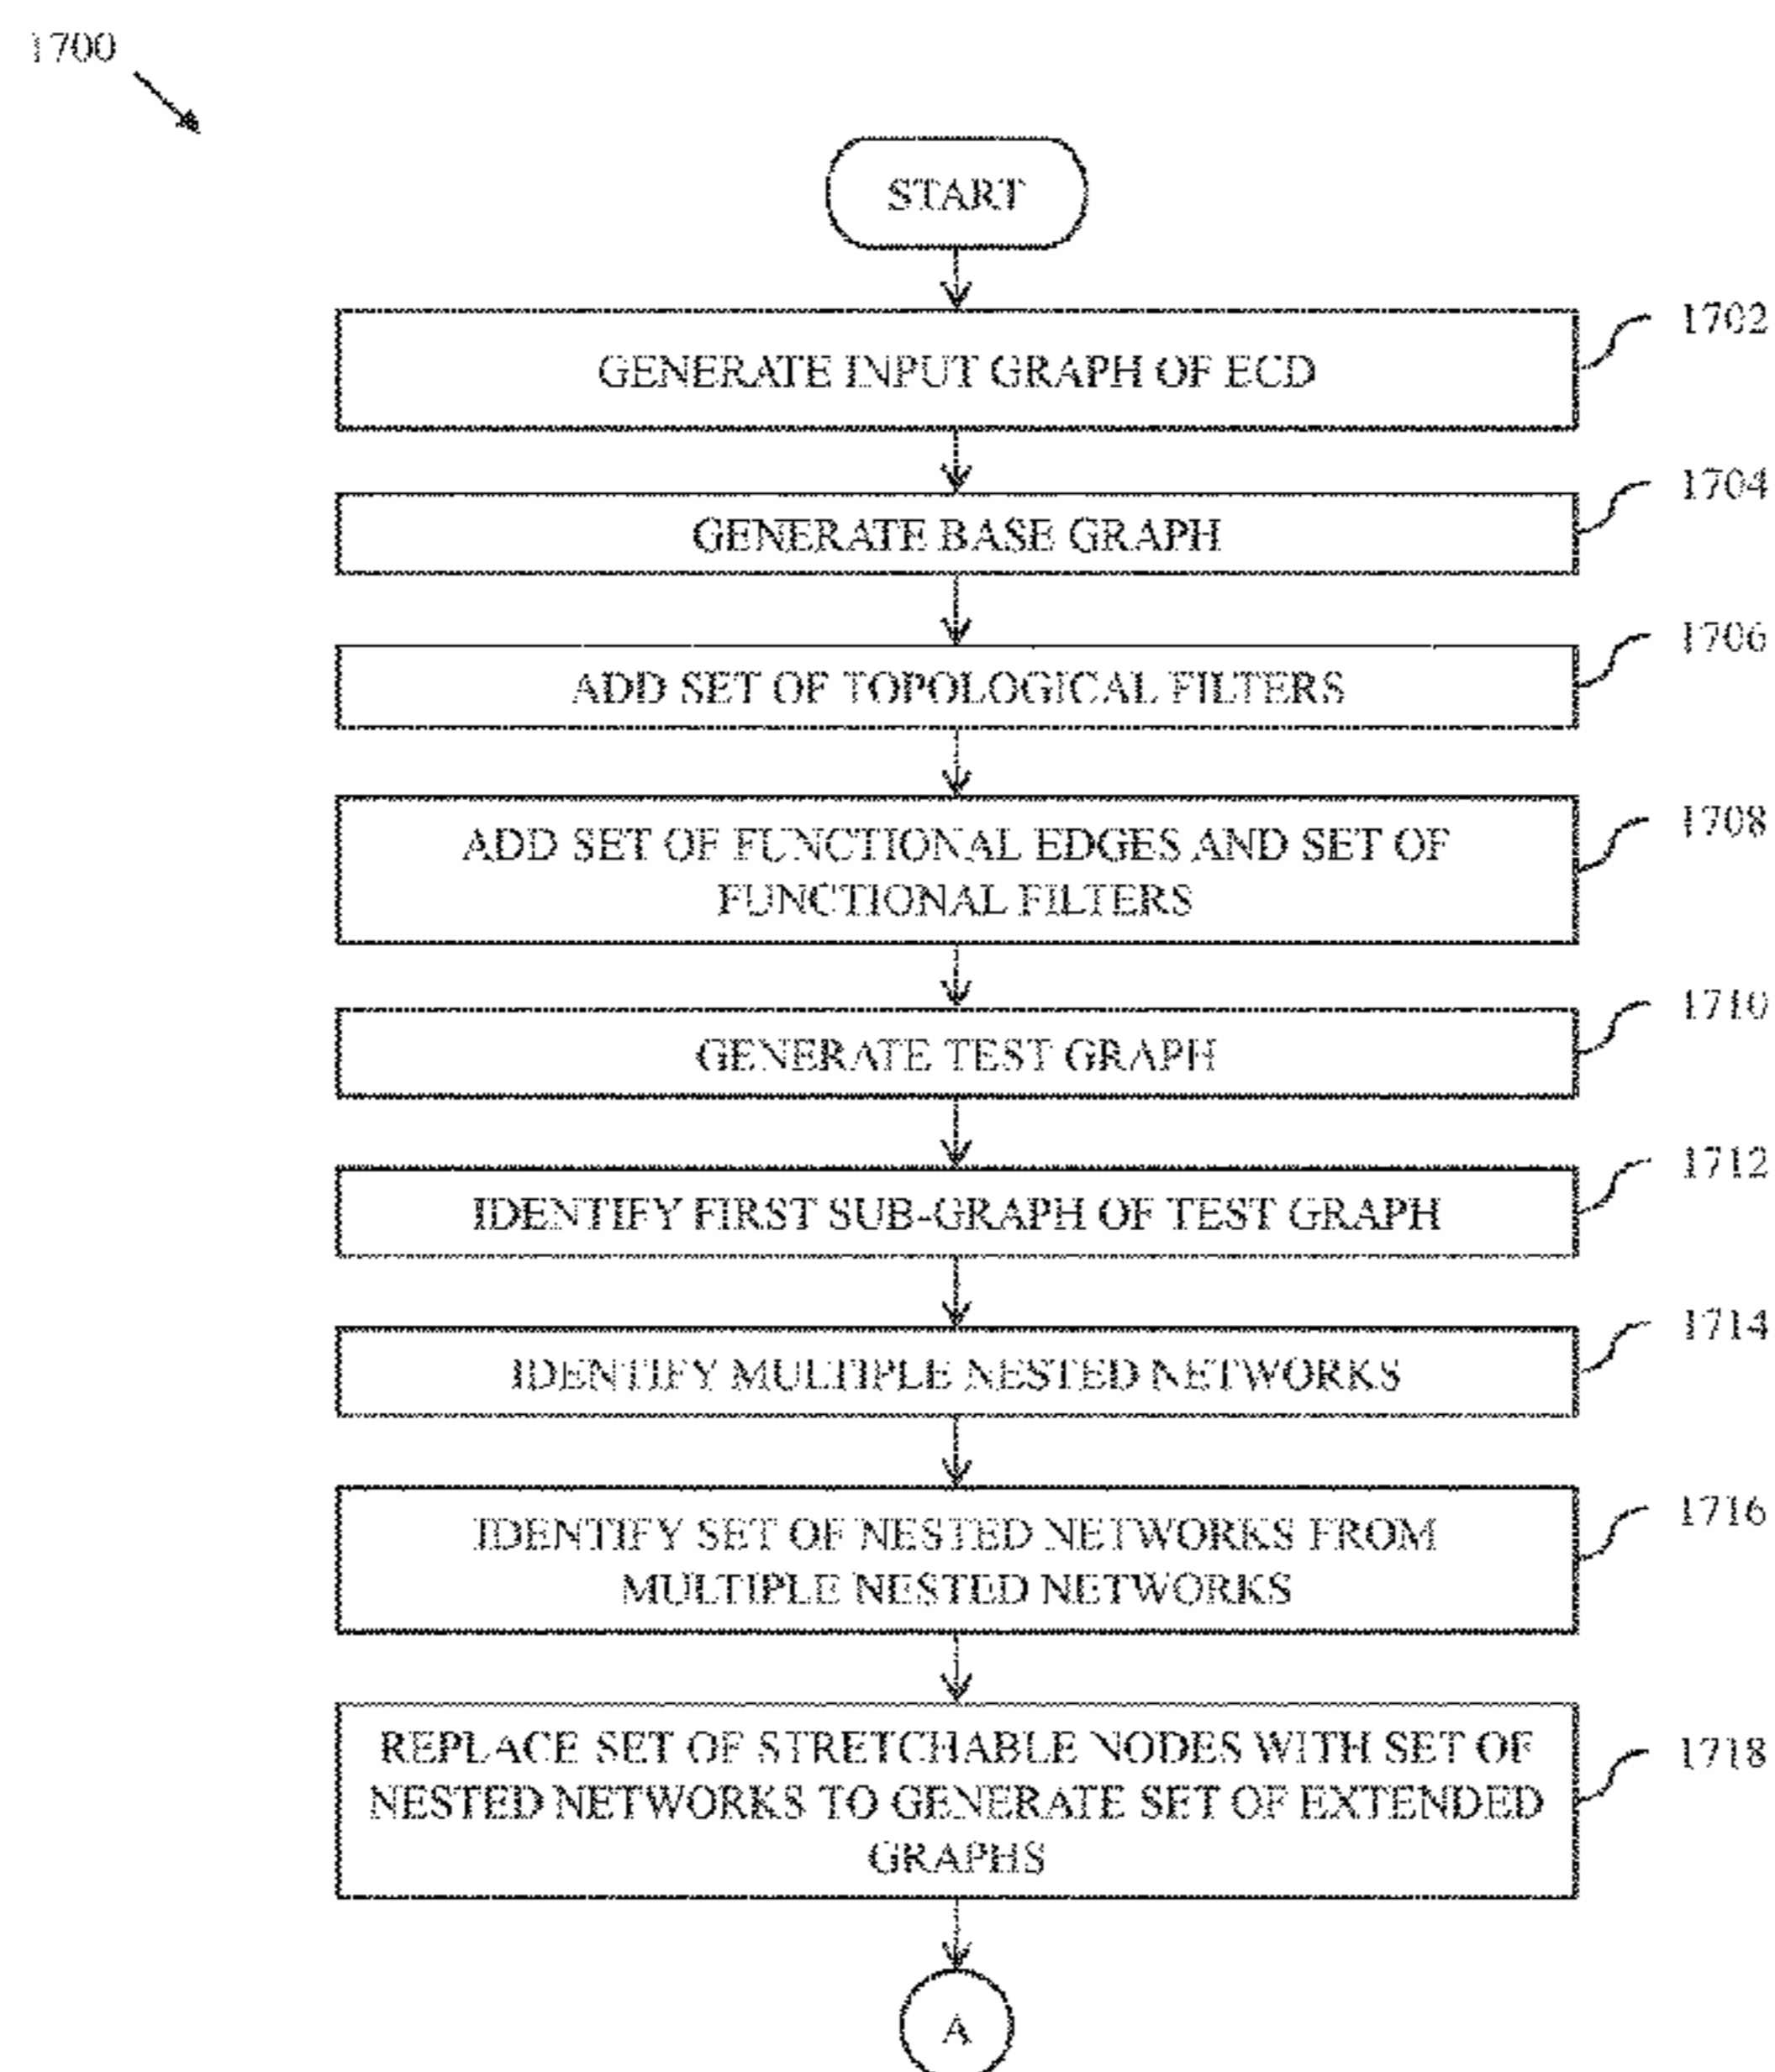 1700
START
GENERATE INPUT GRAPH OF ECD
1702
GENERATE BASE GRAPH
1704
ADD SET OF TOPOLOGICAL FILTERS
1706
ADD SET OF FUNCTIONAL EDGES AND SET OF
FUNCTIONAL FILTERS
1708
GENERATE TEST GRAPH
1710
IDENTIFY FIRST SUB-GRAPH OF TEST GRAPH
1712
IDENTIFY MULTIPLE NESTED NETWORKS
1714
IDENTIFY SET OF NESTED NETWORKS FROM
MULTIPLE NESTED NETWORKS
1716
REPLACE SET OF STRETCHABLE NODES WITH SET OF
NESTED NETWORKS TO GENERATE SET OF EXTENDED
GRAPHS
1718
A